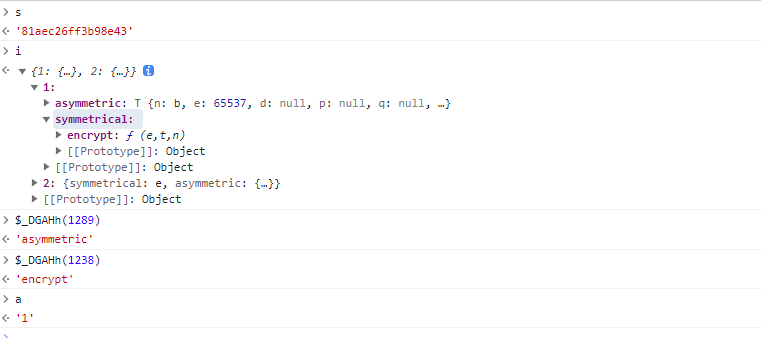 > s
<· '81aec26ff3b98e43'
> i
<· ▼ {1: {…}, 2: {…}} i
▼ 1:
▶ asymmetric: T {n: b, e: 65537, d: null, p: null, q: null, …}
▼ symmetrical:
▶ encrypt: ƒ (e,t,n)
▶ [[Prototype]]: Object
▶ [[Prototype]]: Object
▶ 2: {symmetrical: e, asymmetric: {…}}
▶ [[Prototype]]: Object
> $_DGAHh(1289)
<· 'asymmetric'
> $_DGAHh(1238)
<· 'encrypt'
> a
<· '1'